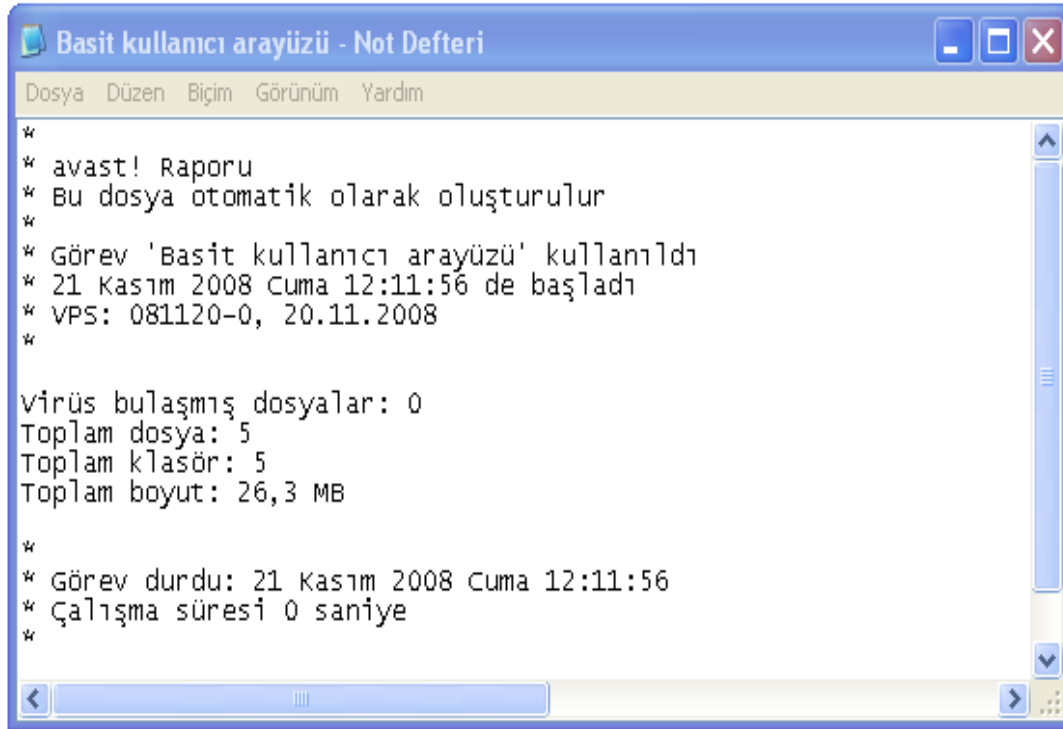 Basit kullanıcı arayüzü - Not Defteri
Dosya Düzen Biçim Görünüm Yardım
*
* avast! Raporu
* Bu dosya otomatik olarak oluşturulur
*
* Görev 'Basit kullanıcı arayüzü' kullanıldı
* 21 Kasım 2008 Cuma 12:11:56 de başladı
* VPS: 081120-0, 20.11.2008
*
Virüs bulaşmış dosyalar: 0
Toplam dosya: 5
Toplam klasör: 5
Toplam boyut: 26,3 MB
*
* Görev durdu: 21 Kasım 2008 Cuma 12:11:56
* Çalışma süresi 0 saniye
*